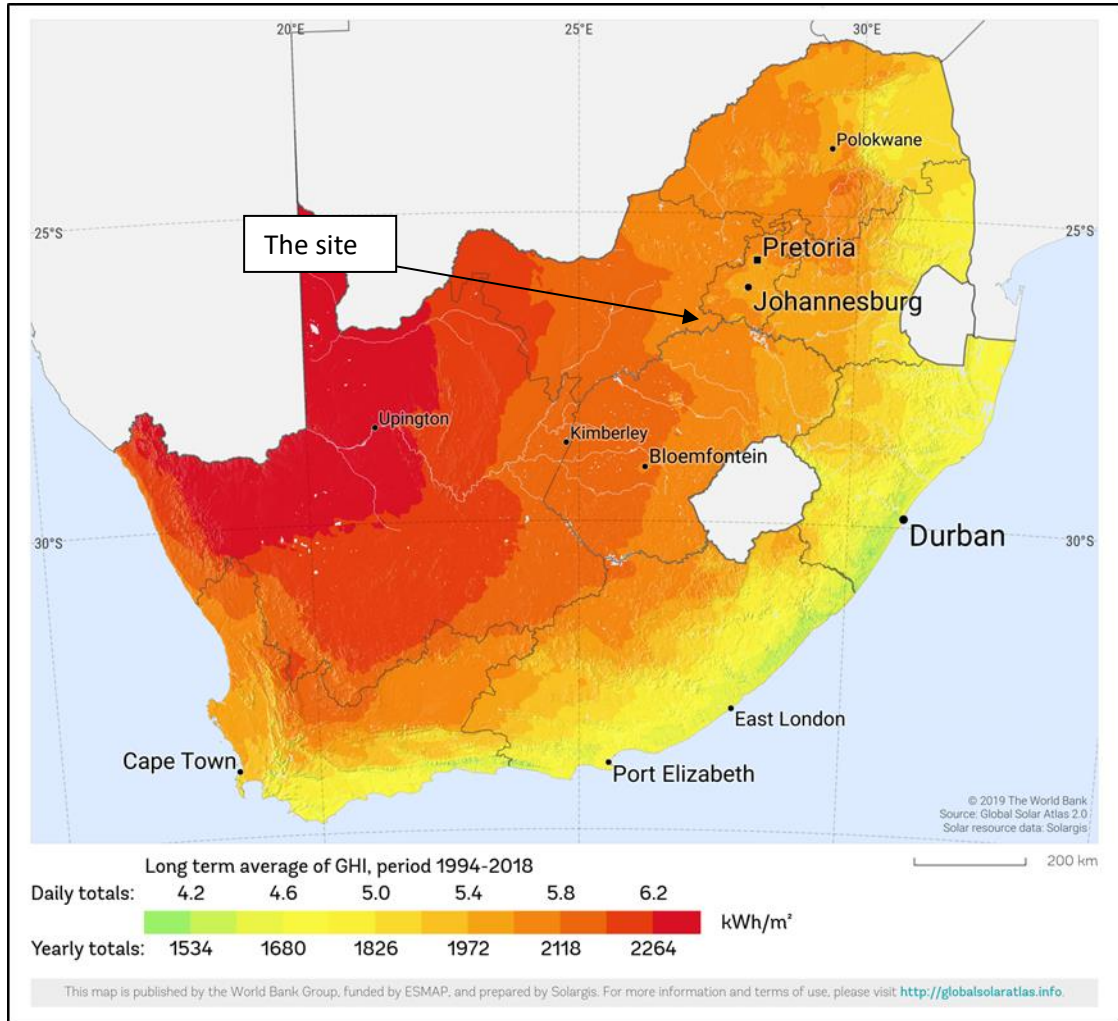 20°E 25°E 30°E
Polokwane
25°S 25°S
The site
Pretoria
Johannesburg
Upington
Kimberley
Bloemfontein
30°S 30°S
Durban
East London
Cape Town
Port Elizabeth
© 2019 The World Bank
Source: Global Solar Atlas 2.0
Solar resource data: Solargis
200 km
Long term average of GHI, period 1994-2018
Daily totals: 4.2 4.6 5.0 5.4 5.8 6.2
kWh/m²
Yearly totals: 1534 1680 1826 1972 2118 2264
This map is published by the World Bank Group, funded by ESMAP, and prepared by Solargis. For more information and terms of use, please visit http://globalsolaratlas.info.